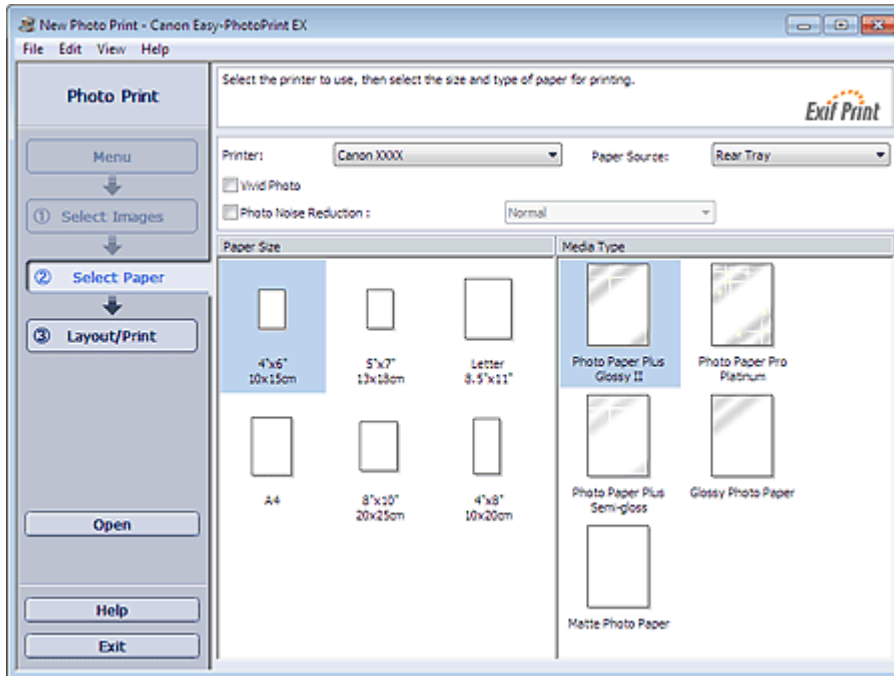 New Photo Print - Canon Easy-PhotoPrint EX
File Edit View Help
Photo Print
Menu
① Select Images
② Select Paper
③ Layout/Print
Open
Help
Exit
Select the printer to use, then select the size and type of paper for printing.
Exif Print
Printer: Canon XXXX Paper Source: Rear Tray
Vivid Photo
Photo Noise Reduction : Normal
Paper Size
4"x6"
10x15cm
5"x7"
13x18cm
Letter
8.5"x11"
A4
8"x10"
20x25cm
4"x8"
10x20cm
Media Type
Photo Paper Plus
Glossy II
Photo Paper Pro
Platinum
Photo Paper Plus
Semi-gloss
Glossy Photo Paper
Matte Photo Paper